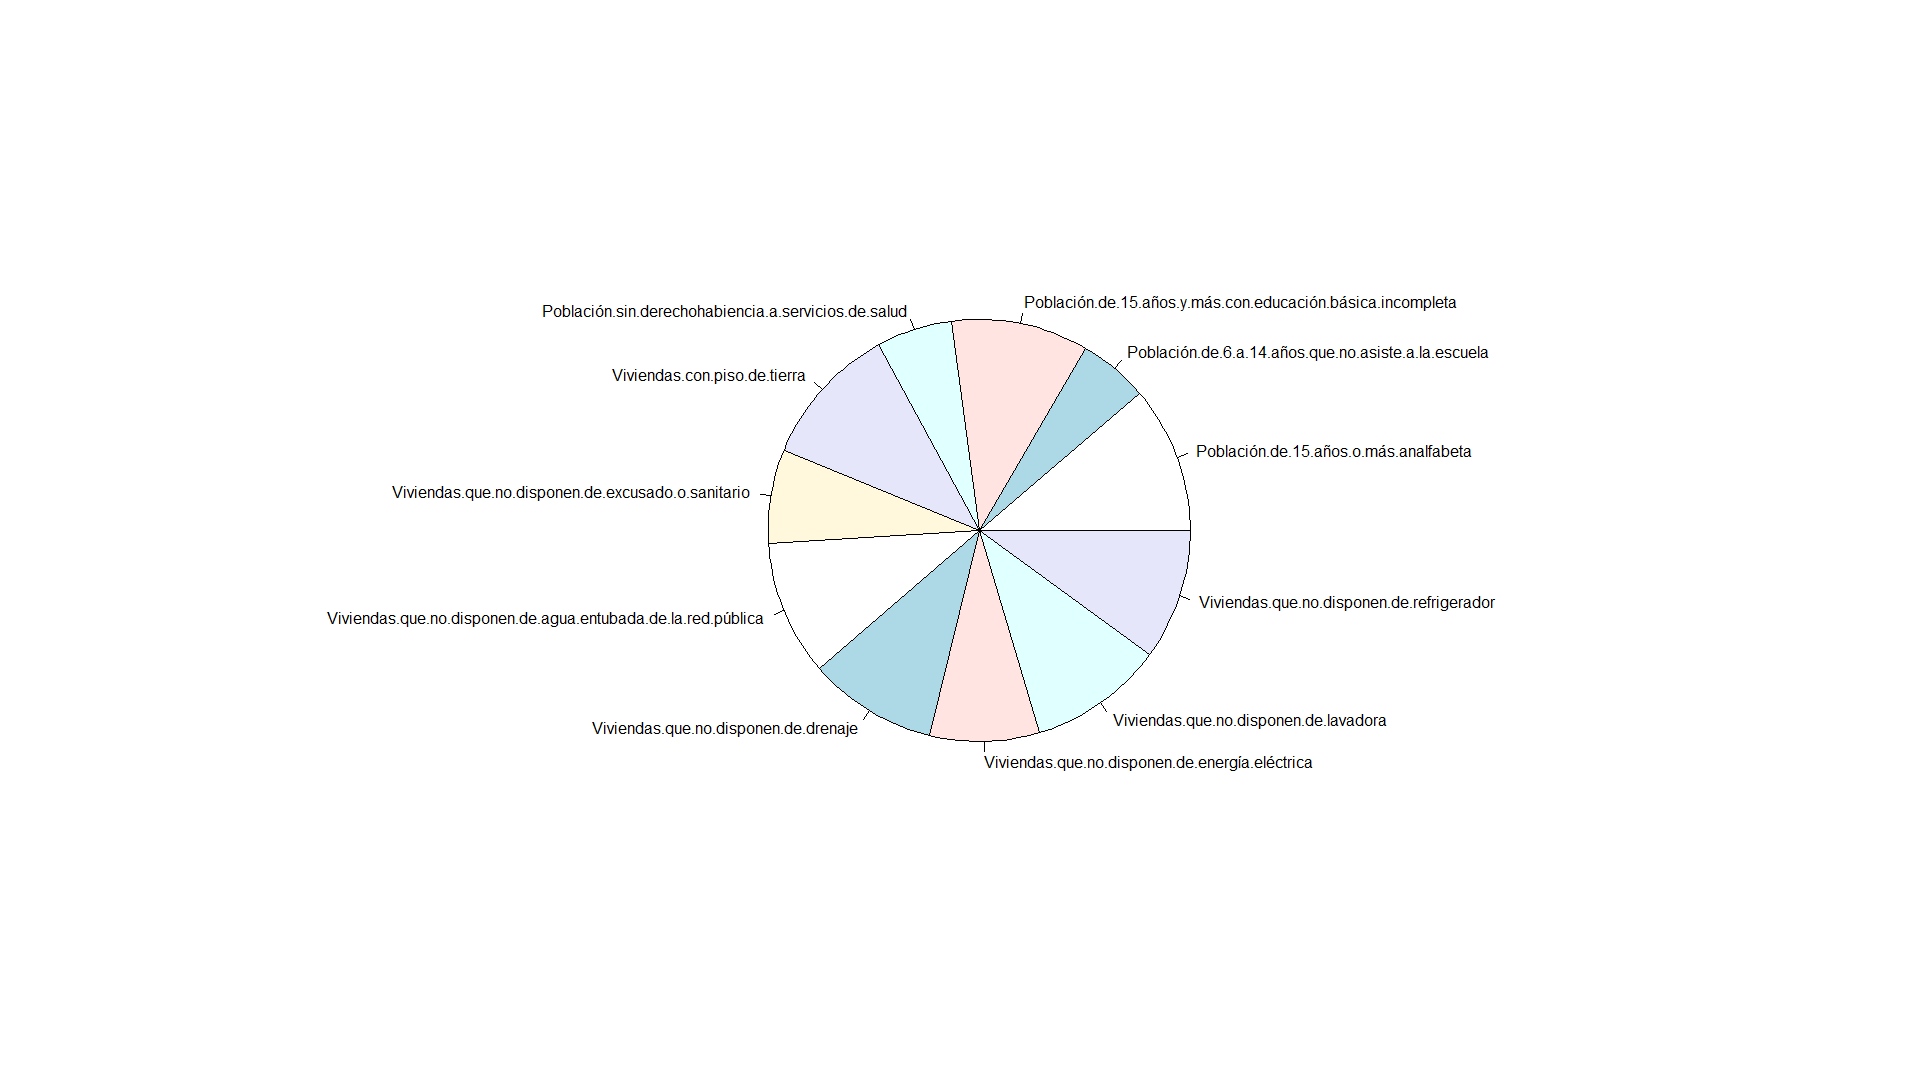 Población.de.15.años.y.más.con.educación.básica.incompleta
Población.sin.derechohabiencia.a.servicios.de.salud
Población.de.6.a.14.años.que.no.asiste.a.la.escuela
Viviendas.con.piso.de.tierra
Población.de.15.años.o.más.analfabeta
Viviendas.que.no.disponen.de.excusado.o.sanitario
Viviendas.que.no.disponen.de.refrigerador
Viviendas.que.no.disponen.de.agua.entubada.de.la.red.pública
Viviendas.que.no.disponen.de.lavadora
Viviendas.que.no.disponen.de.drenaje
Viviendas.que.no.disponen.de.energía.eléctrica